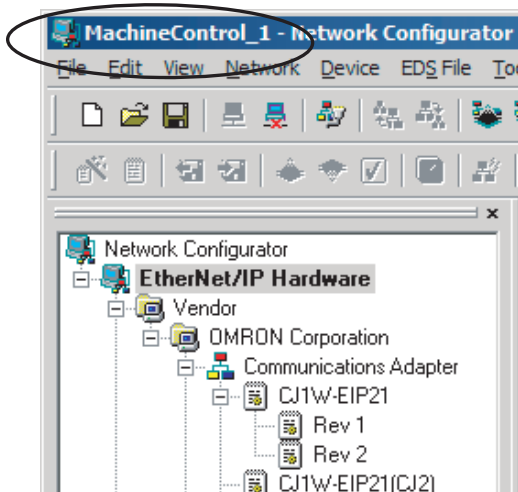 MachineControl_1 - Network Configurator
File Edit View Network Device EDS File
Network Configurator
EtherNet/IP Hardware
Vendor
OMRON Corporation
Communications Adapter
CJ1W-EIP21
Rev 1
Rev 2
CJ1W-EIP21(CJ2)